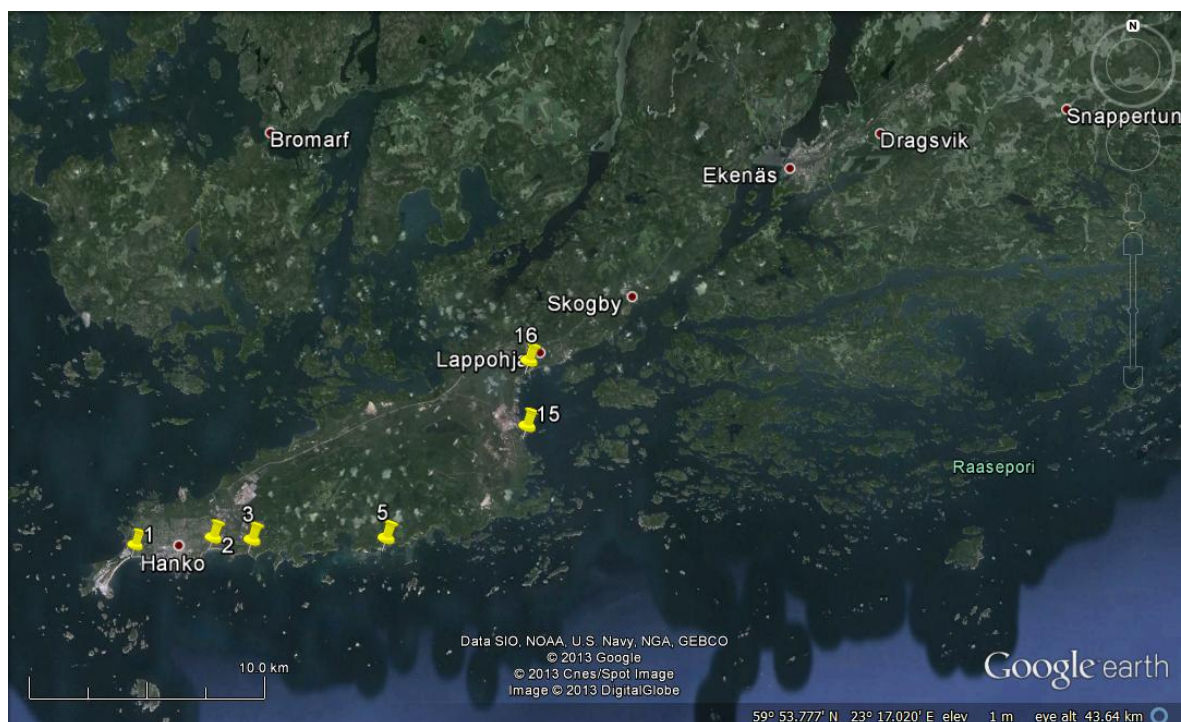 N
Bromarf
Dragsvik
Snappertun
Ekenäs
Skogby
16
Lappohja
15
Raasepori
1
2
3
5
Hanko
Data SIO, NOAA, U.S. Navy, NGA, GEBCO
© 2013 Google
© 2013 Cnes/Spot Image
Image © 2013 DigitalGlobe
10.0 km
Google earth
59° 53.777' N 23° 17.020' E elev 1 m eye alt 43.64 km